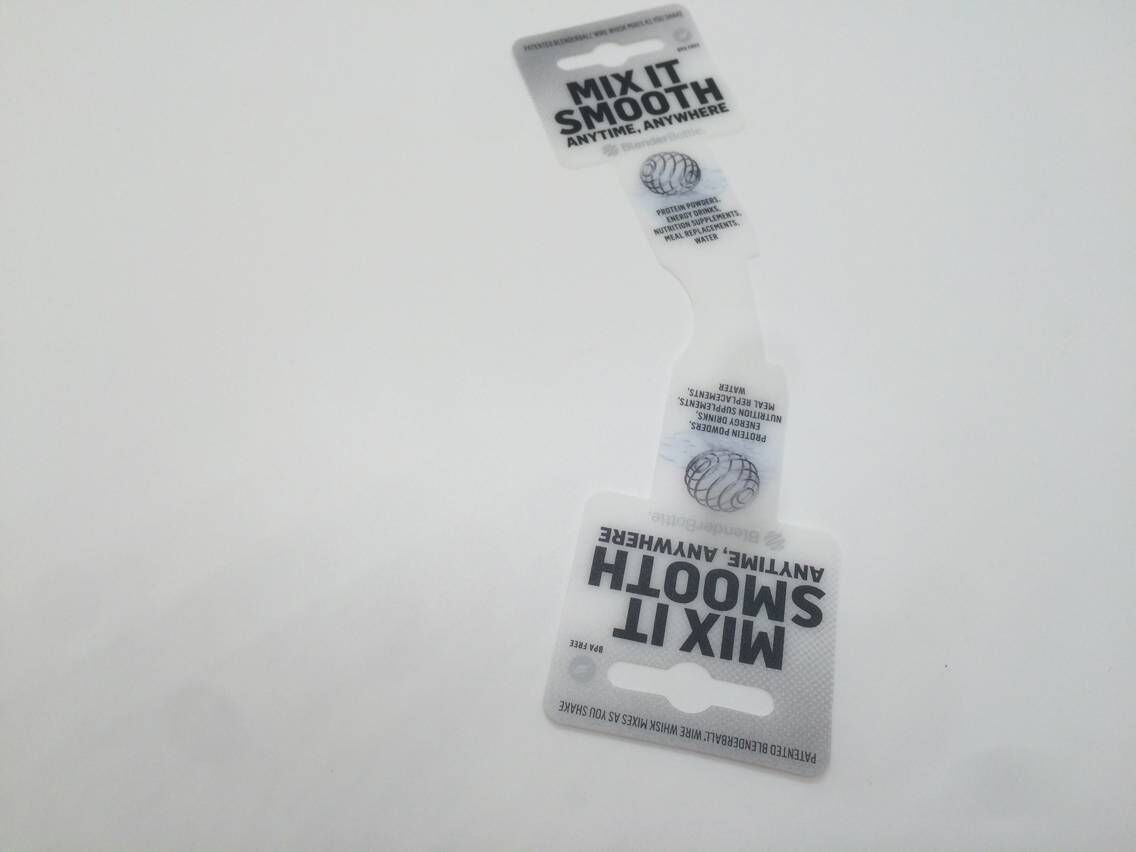 PATENTED BLENDERBALL® WIRE WHISK MIXES AS YOU SHAKE
BPA FREE
MIX IT
SMOOTH
ANYTIME, ANYWHERE
BlenderBottle.
PROTEIN POWDERS,
ENERGY DRINKS,
NUTRITION SUPPLEMENTS,
MEAL REPLACEMENTS,
WATER
PATENTED BLENDERBALL® WIRE WHISK MIXES AS YOU SHAKE
BPA FREE
MIX IT
SMOOTH
ANYTIME, ANYWHERE
BlenderBottle.
PROTEIN POWDERS,
ENERGY DRINKS,
NUTRITION SUPPLEMENTS,
MEAL REPLACEMENTS,
WATER